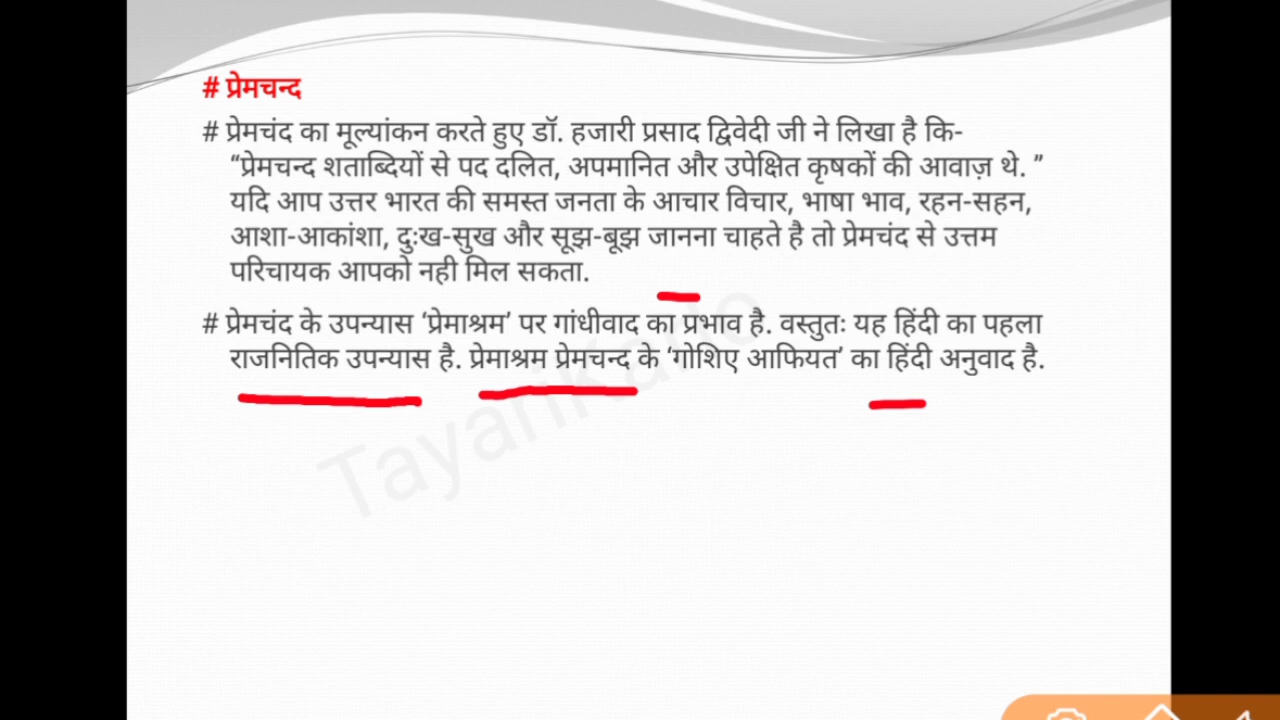 # प्रेमचन्द
# प्रेमचंद का मूल्यांकन करते हुए डॉ. हजारी प्रसाद द्विवेदी जी ने लिखा है कि-
“प्रेमचन्द शताब्दियों से पद दलित, अपमानित और उपेक्षित कृषकों की आवाज़ थे. ”
यदि आप उत्तर भारत की समस्त जनता के आचार विचार, भाषा भाव, रहन-सहन,
आशा-आकांशा, दुःख-सुख और सूझ-बूझ जानना चाहते है तो प्रेमचंद से उत्तम
परिचायक आपको नही मिल सकता.
# प्रेमचंद के उपन्यास ‘प्रेमाश्रम’ पर गांधीवाद का प्रभाव है. वस्तुतः यह हिंदी का पहला
राजनितिक उपन्यास है. प्रेमाश्रम प्रेमचन्द के ‘गोशिए आफियत’ का हिंदी अनुवाद है.
TayariKarlo